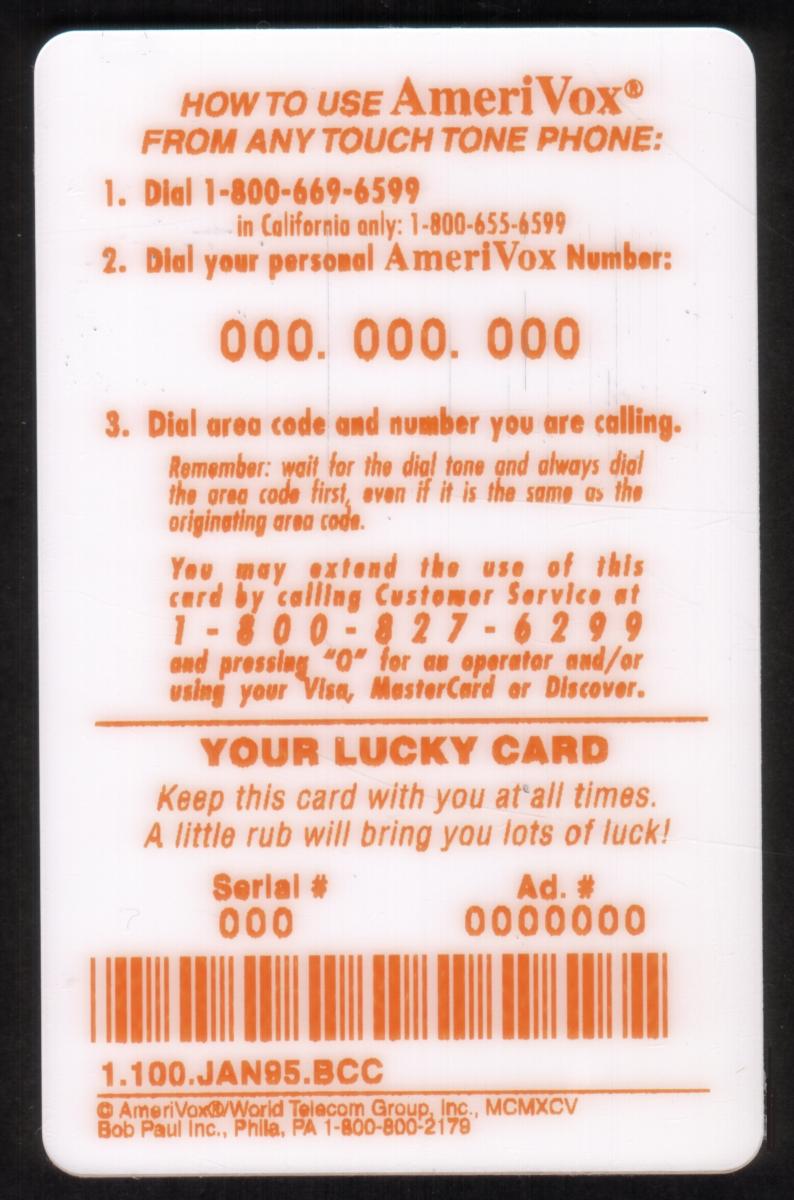 HOW TO USE AmeriVox®
FROM ANY TOUCH TONE PHONE:
1. Dial 1-800-669-6599
in California only: 1-800-655-6599
2. Dial your personal AmeriVox Number:
000. 000. 000
3. Dial area code and number you are calling.
Remember: wait for the dial tone and always dial
the area code first, even if it is the same as the
originating area code.
You may extend the use of this
card by calling Customer Service at
1-800-827-6299
and pressing "0" for an operator and/or
using your Visa, MasterCard or Discover.
YOUR LUCKY CARD
Keep this card with you at all times.
A little rub will bring you lots of luck!
Serial # Ad. #
000 0000000
1.100.JAN95.BCC
© AmeriVox®/World Telecom Group, Inc., MCMXCV
Bob Paul Inc., Phila, PA 1-800-800-2179